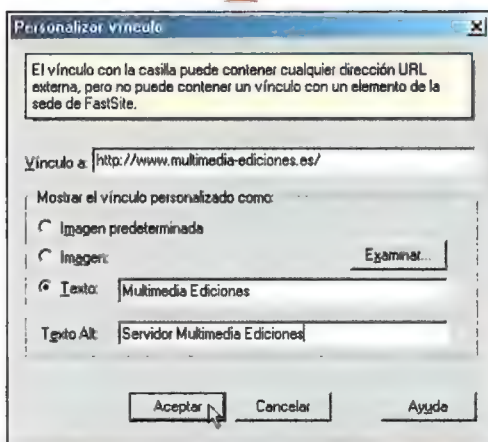 Personalizar vínculo
El vínculo con la casilla puede contener cualquier dirección URL
externa, pero no puede contener un vínculo con un elemento de la
sede de FastSite.
Vínculo a: http://www.multimedia-ediciones.es/
Mostrar el vínculo personalizado como:
Imagen predeterminada
Imagen: Examinar...
Texto: Multimedia Ediciones
Texto Alt: Servidor Multimedia Ediciones
Aceptar Cancelar Ayuda